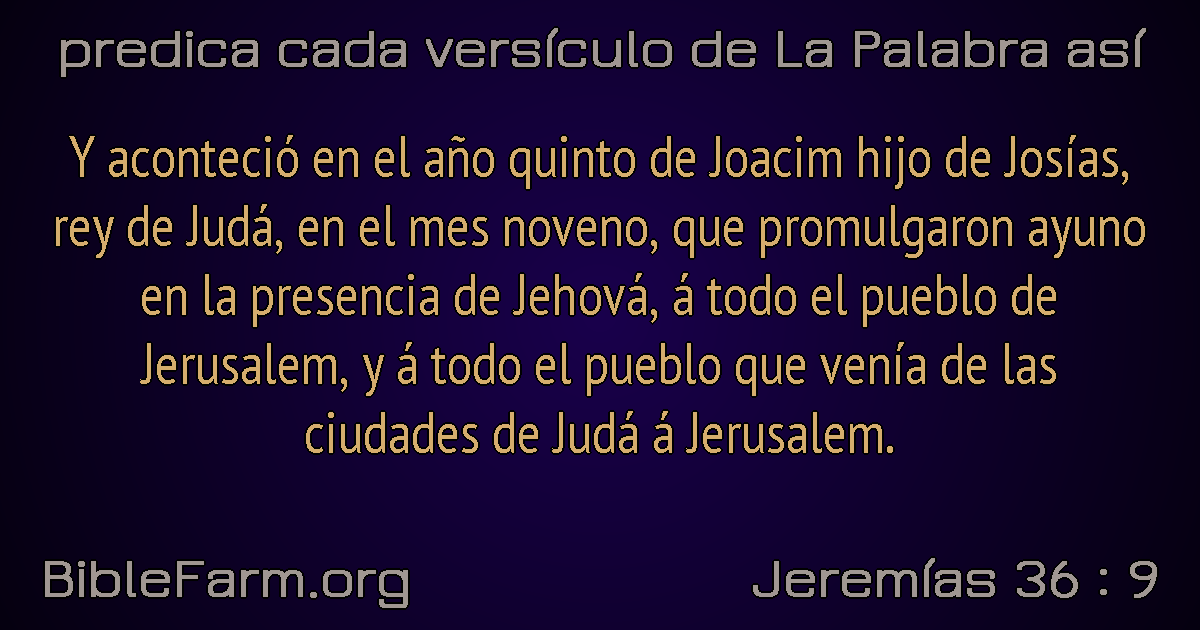 predica cada versículo de La Palabra así
Y aconteció en el año quinto de Joacim hijo de Josías,
rey de Judá, en el mes noveno, que promulgaron ayuno
en la presencia de Jehová, á todo el pueblo de
Jerusalem, y á todo el pueblo que venía de las
ciudades de Judá á Jerusalem.
BibleFarm.org
Jeremías 36 : 9